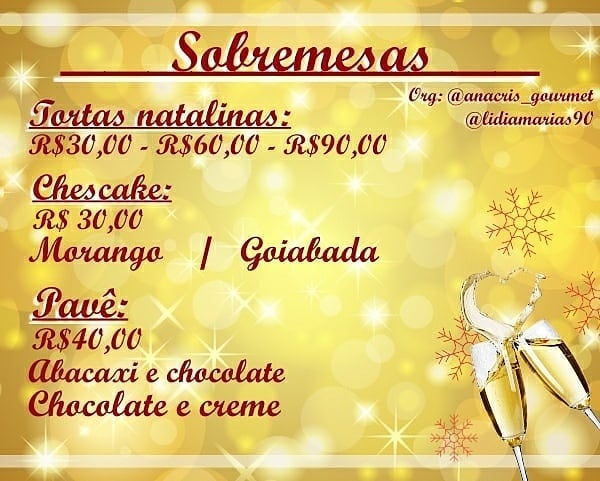 Sobremesas
Org: @anacris_gourmet
@lidiamarias90
Tortas natalinas:
R$30,00 - R$60,00 - R$90,00
Chescake:
R$ 30,00
Morango / Goiabada
Pavê:
R$40,00
Abacaxi e chocolate
Chocolate e creme